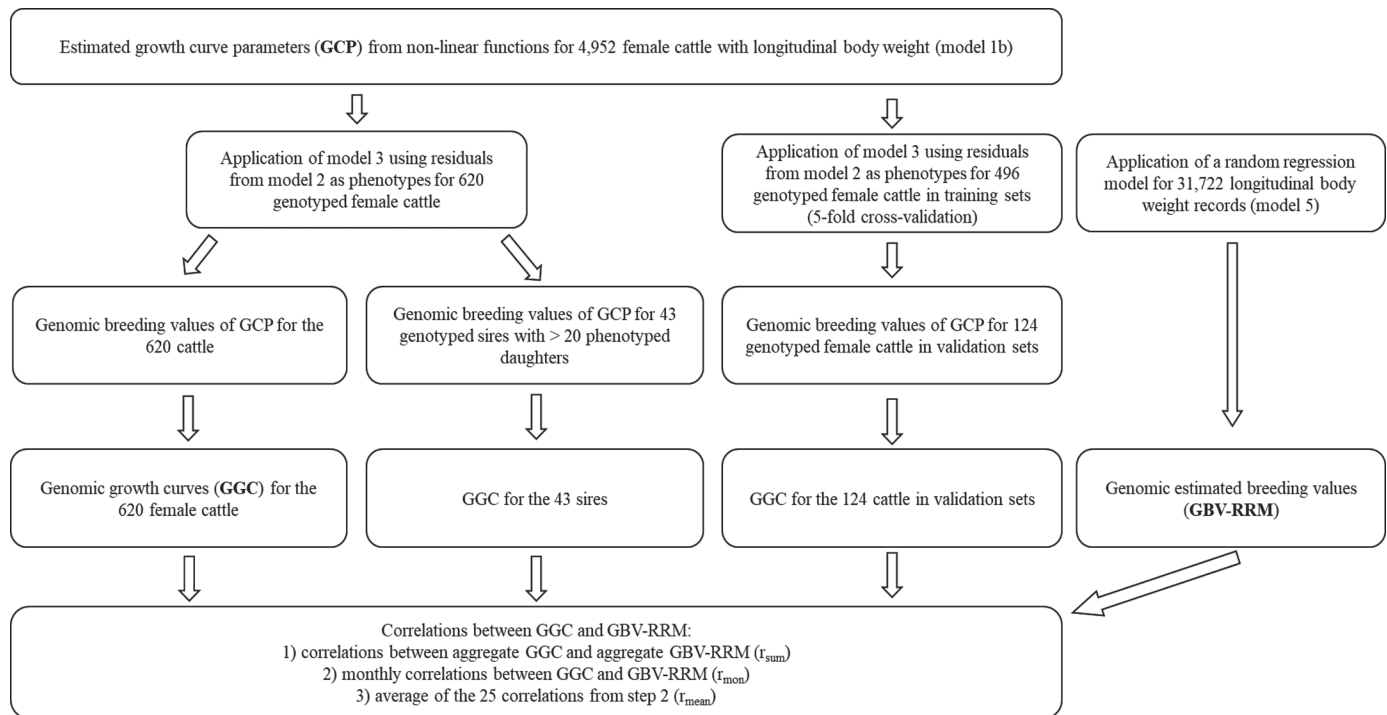 Estimated growth curve parameters (GCP) from non-linear functions for 4,952 female cattle with longitudinal body weight (model 1b)
Application of model 3 using residuals
from model 2 as phenotypes for 620
genotyped female cattle
Application of model 3 using residuals
from model 2 as phenotypes for 496
genotyped female cattle in training sets
(5-fold cross-validation)
Application of a random regression
model for 31,722 longitudinal body
weight records (model 5)
Genomic breeding values of GCP for the
620 cattle
Genomic breeding values of GCP for 43
genotyped sires with > 20 phenotyped
daughters
Genomic breeding values of GCP for 124
genotyped female cattle in validation sets
Genomic growth curves (GGC) for the
620 female cattle
GGC for the 43 sires
GGC for the 124 cattle in validation sets
Genomic estimated breeding values
(GBV-RRM)
Correlations between GGC and GBV-RRM:
1) correlations between aggregate GGC and aggregate GBV-RRM (rsum)
2) monthly correlations between GGC and GBV-RRM (rmon)
3) average of the 25 correlations from step 2 (rmean)